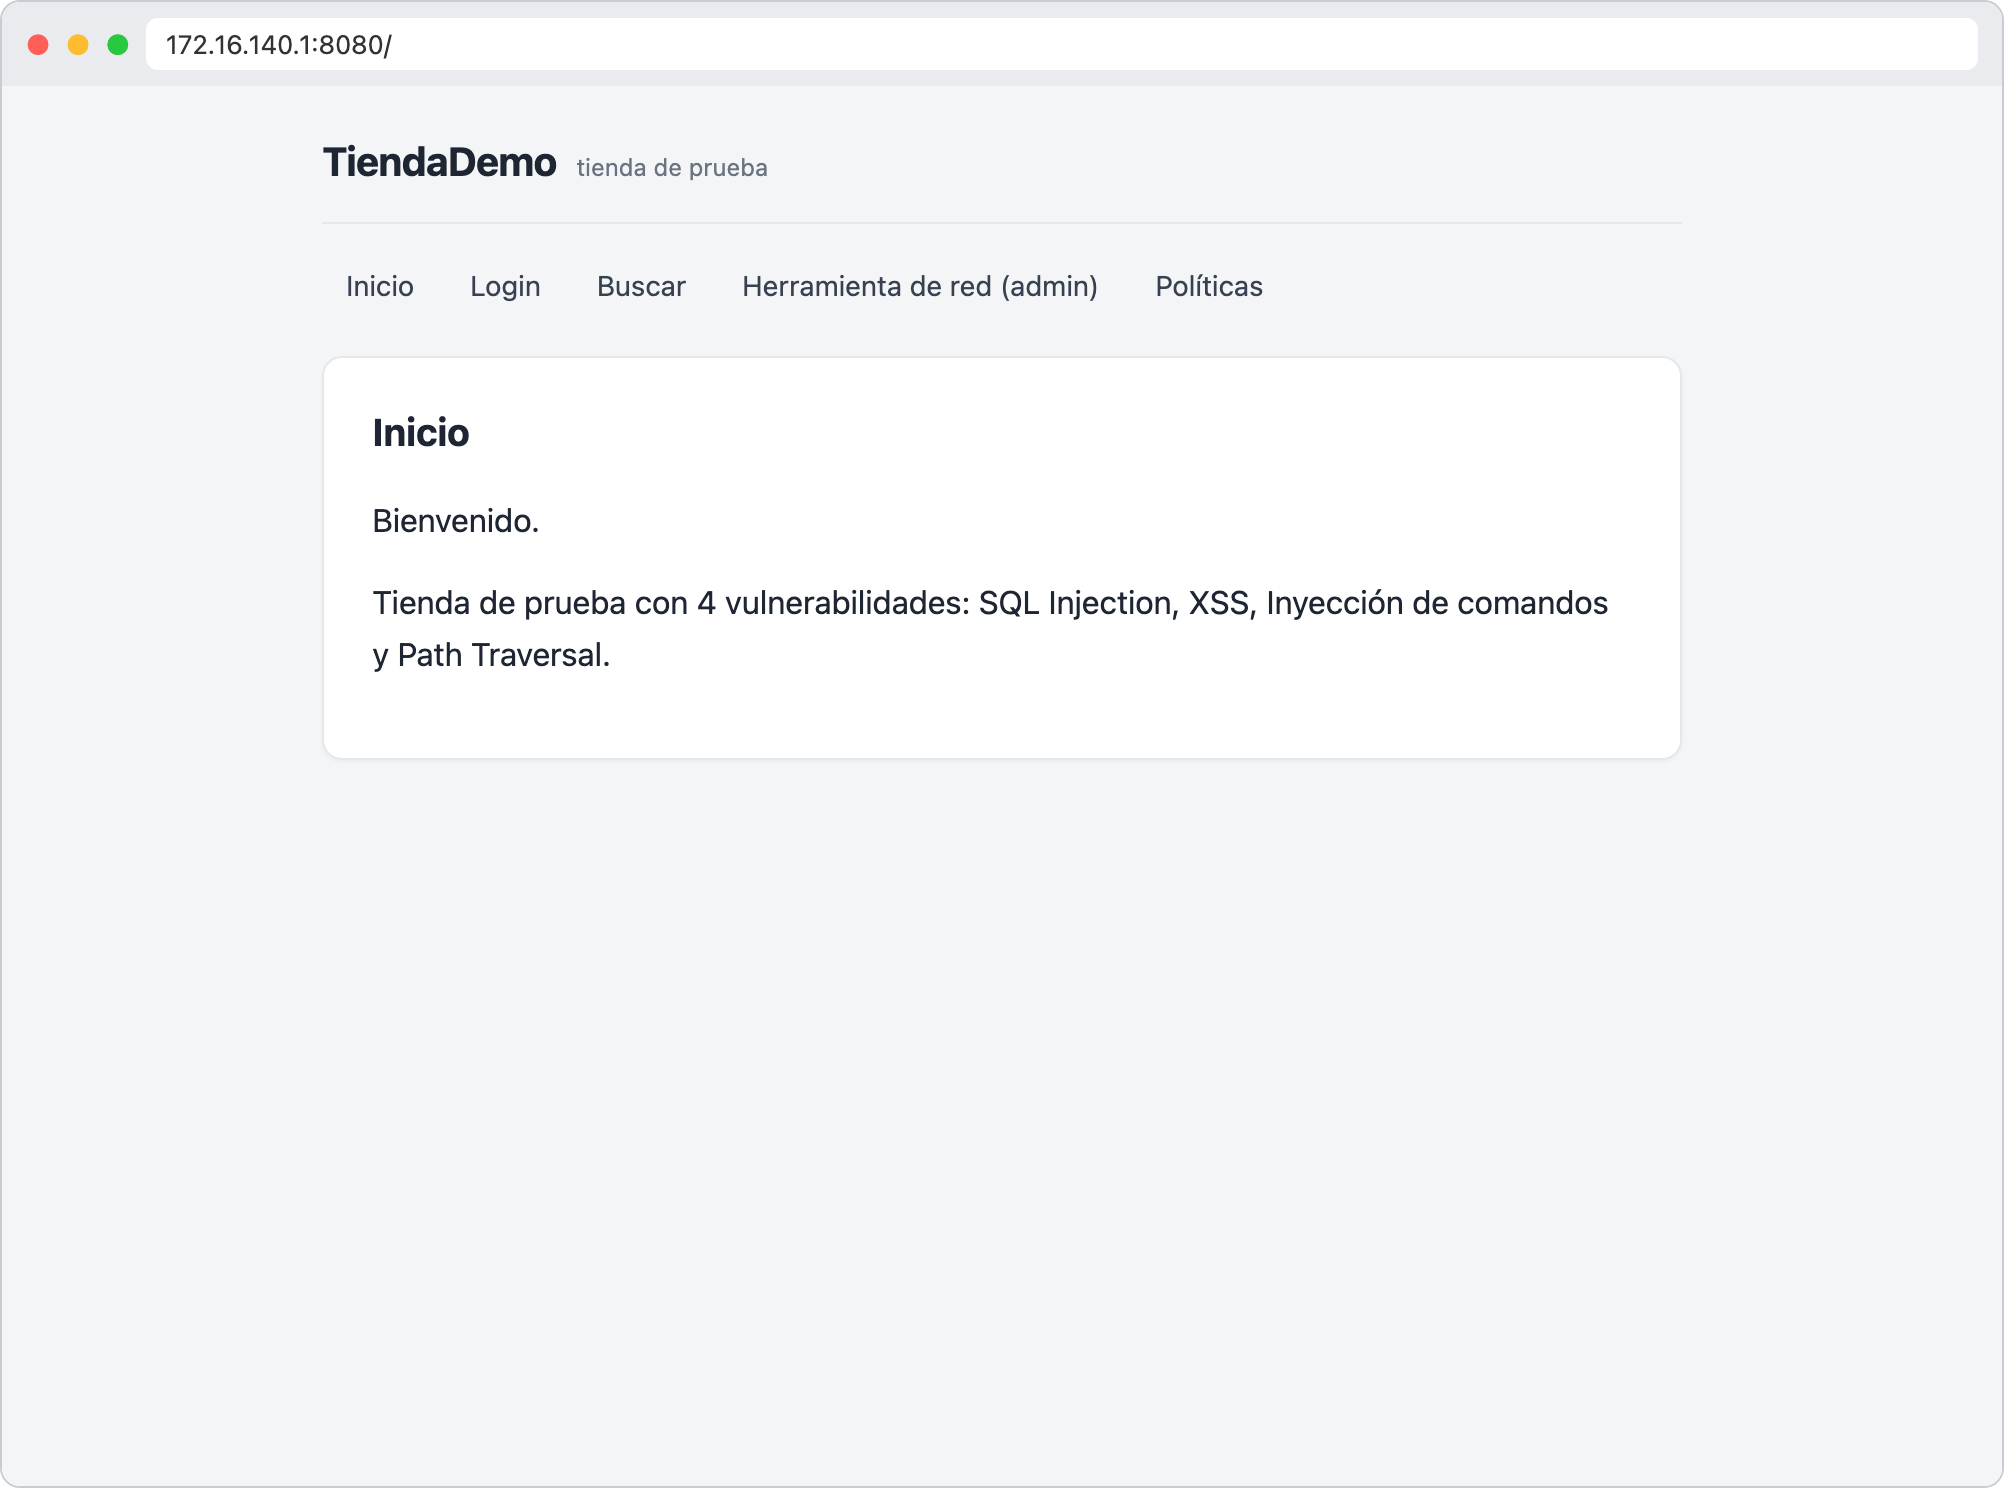 172.16.140.1:8080/
TiendaDemo tienda de prueba
Inicio Login Buscar Herramienta de red (admin) Políticas
Inicio
Bienvenido.
Tienda de prueba con 4 vulnerabilidades: SQL Injection, XSS, Inyección de comandos
y Path Traversal.